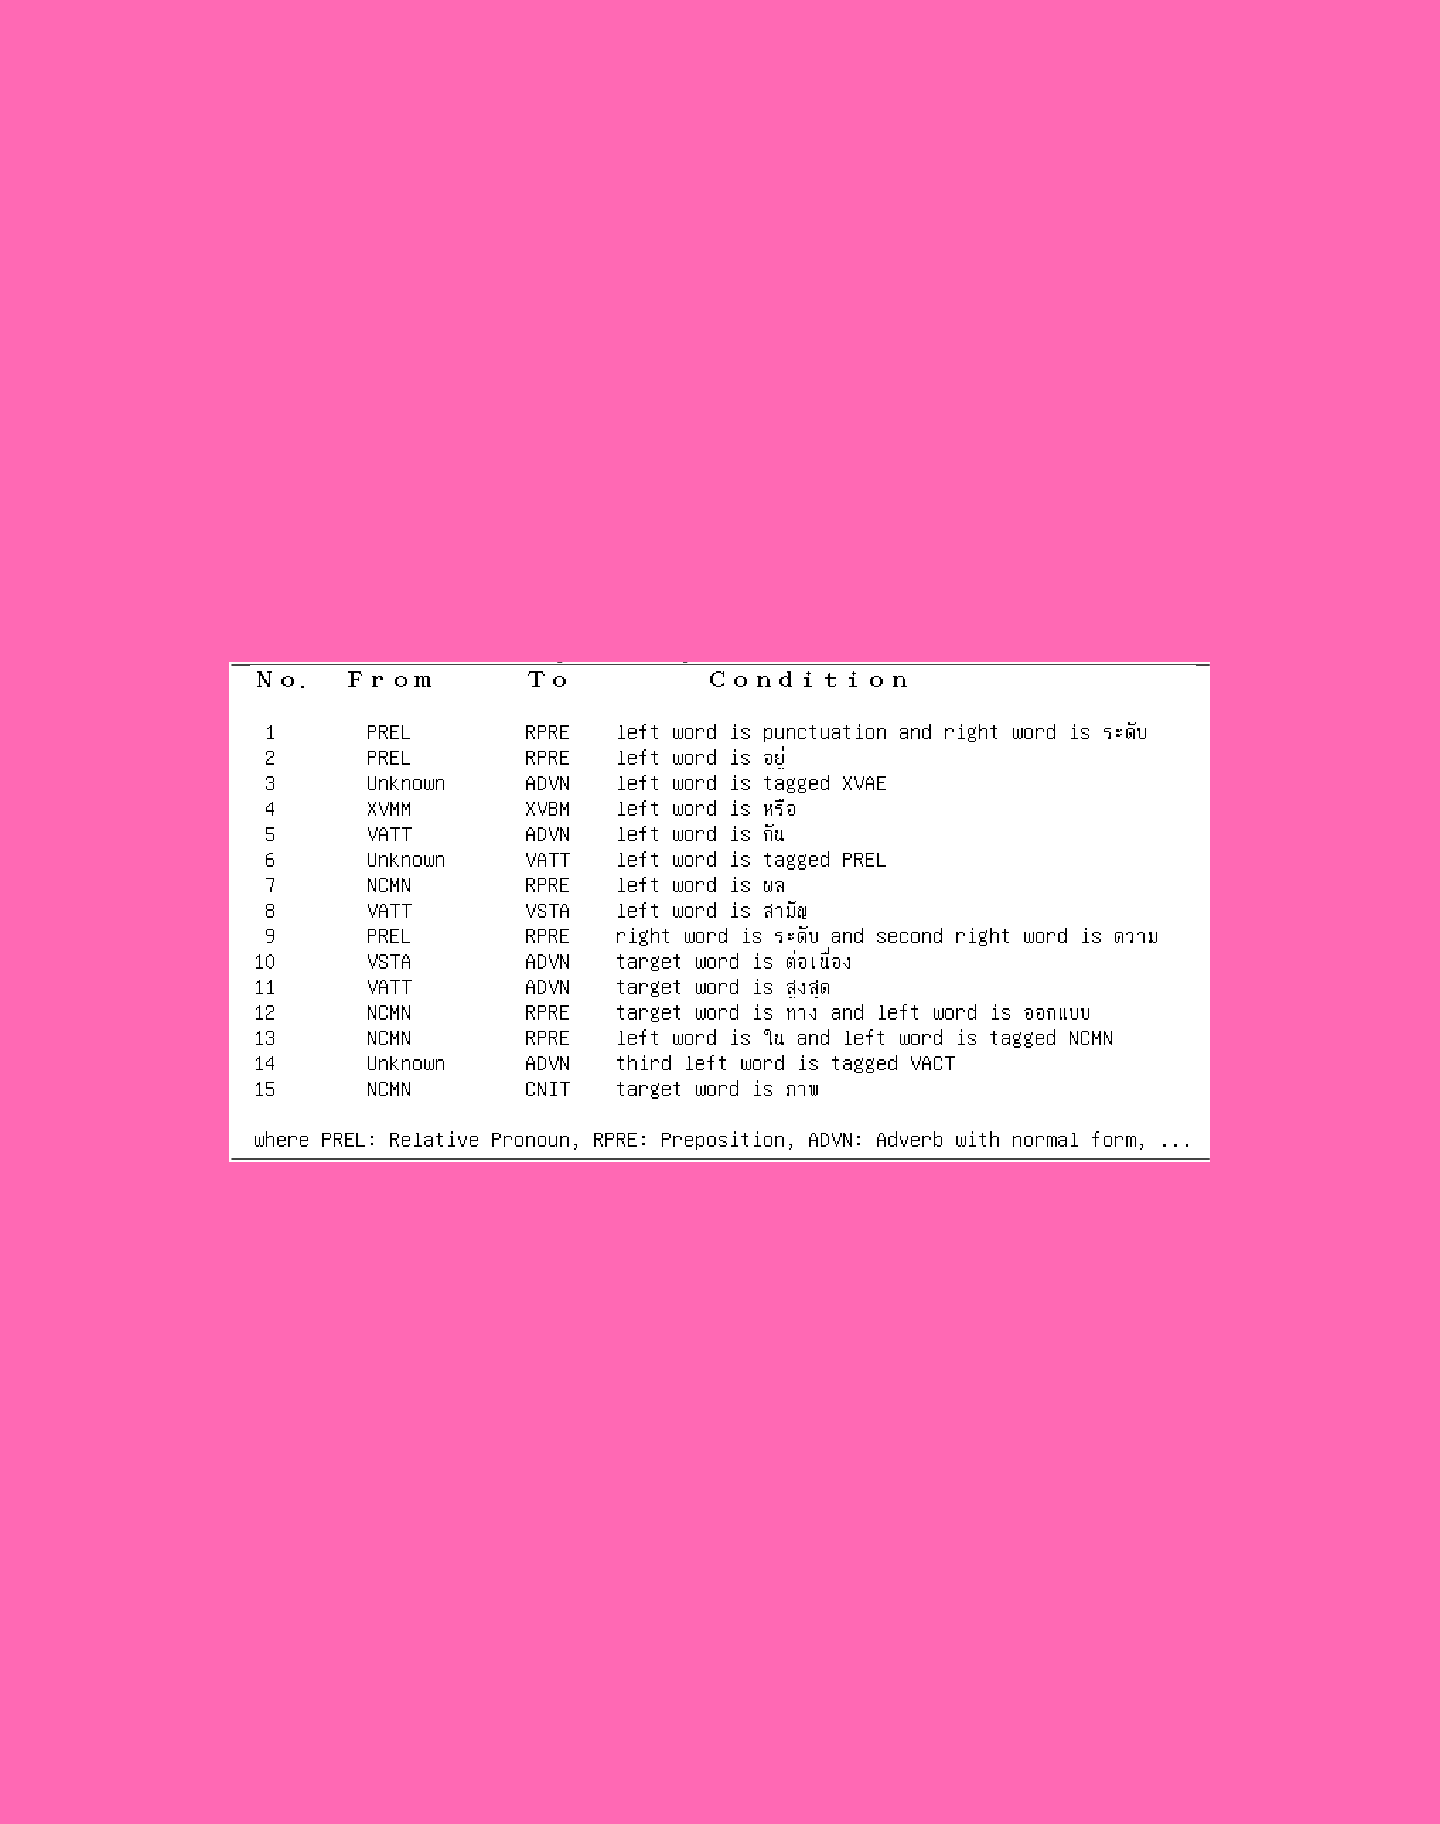 No. From To Condition
1 PREL RPRE left word is punctuation and right word is ระดับ
2 PREL RPRE left word is อยู่
3 Unknown ADVN left word is tagged XVAE
4 XVMM XVBM left word is หรือ
5 VATT ADVN left word is กัน
6 Unknown VATT left word is tagged PREL
7 NCMN RPRE left word is ผล
8 VATT VSTA left word is สามัญ
9 PREL RPRE right word is ระดับ and second right word is ความ
10 VSTA ADVN target word is ต่อเนื่อง
11 VATT ADVN target word is สูงสุด
12 NCMN RPRE target word is ทาง and left word is ออกแบบ
13 NCMN RPRE left word is ใน and left word is tagged NCMN
14 Unknown ADVN third left word is tagged VACT
15 NCMN CNIT target word is ภาพ
where PREL: Relative Pronoun, RPRE: Preposition, ADVN: Adverb with normal form, ...